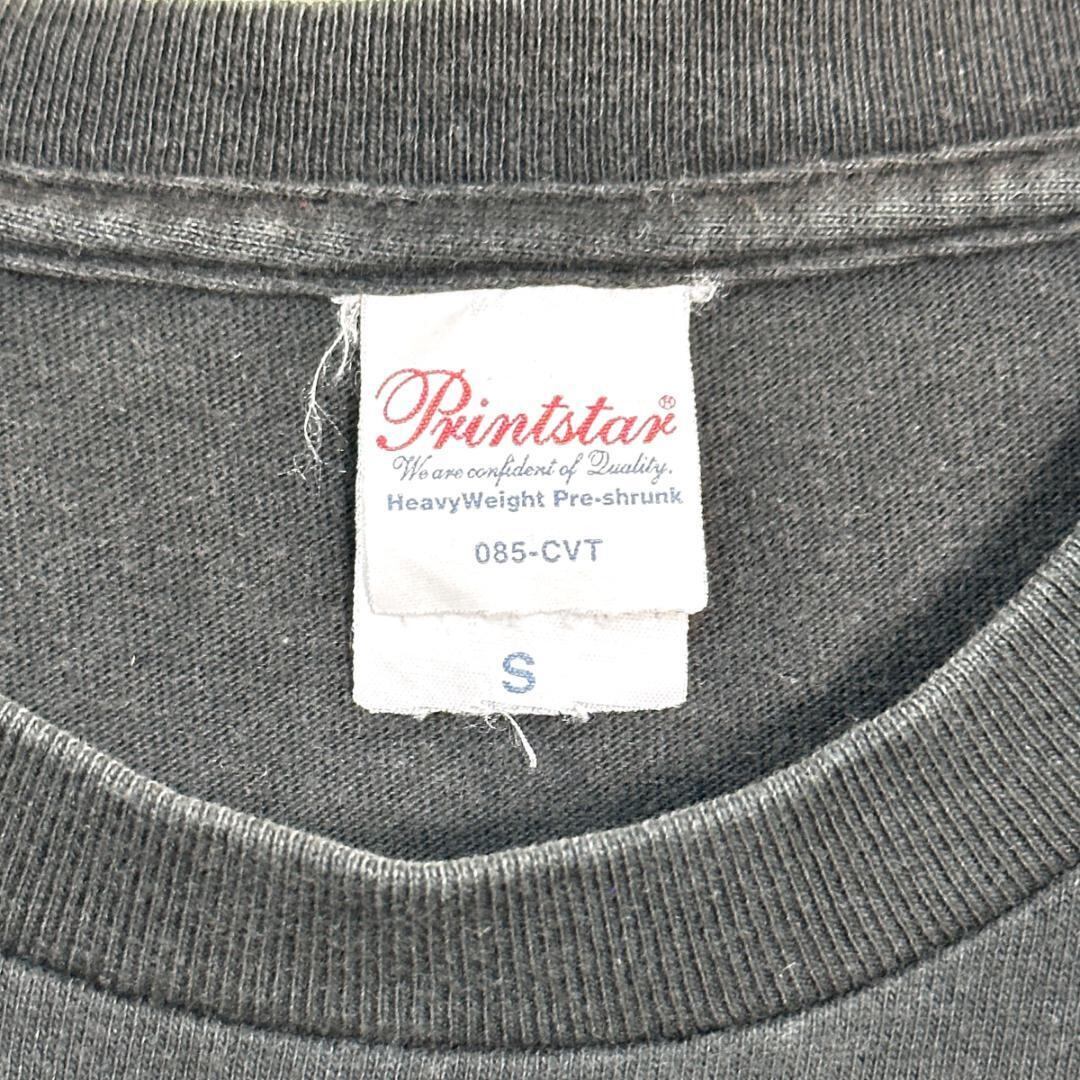 Printstar®
We are confident of Quality.
HeavyWeight Pre-shrunk
085-CVT
S